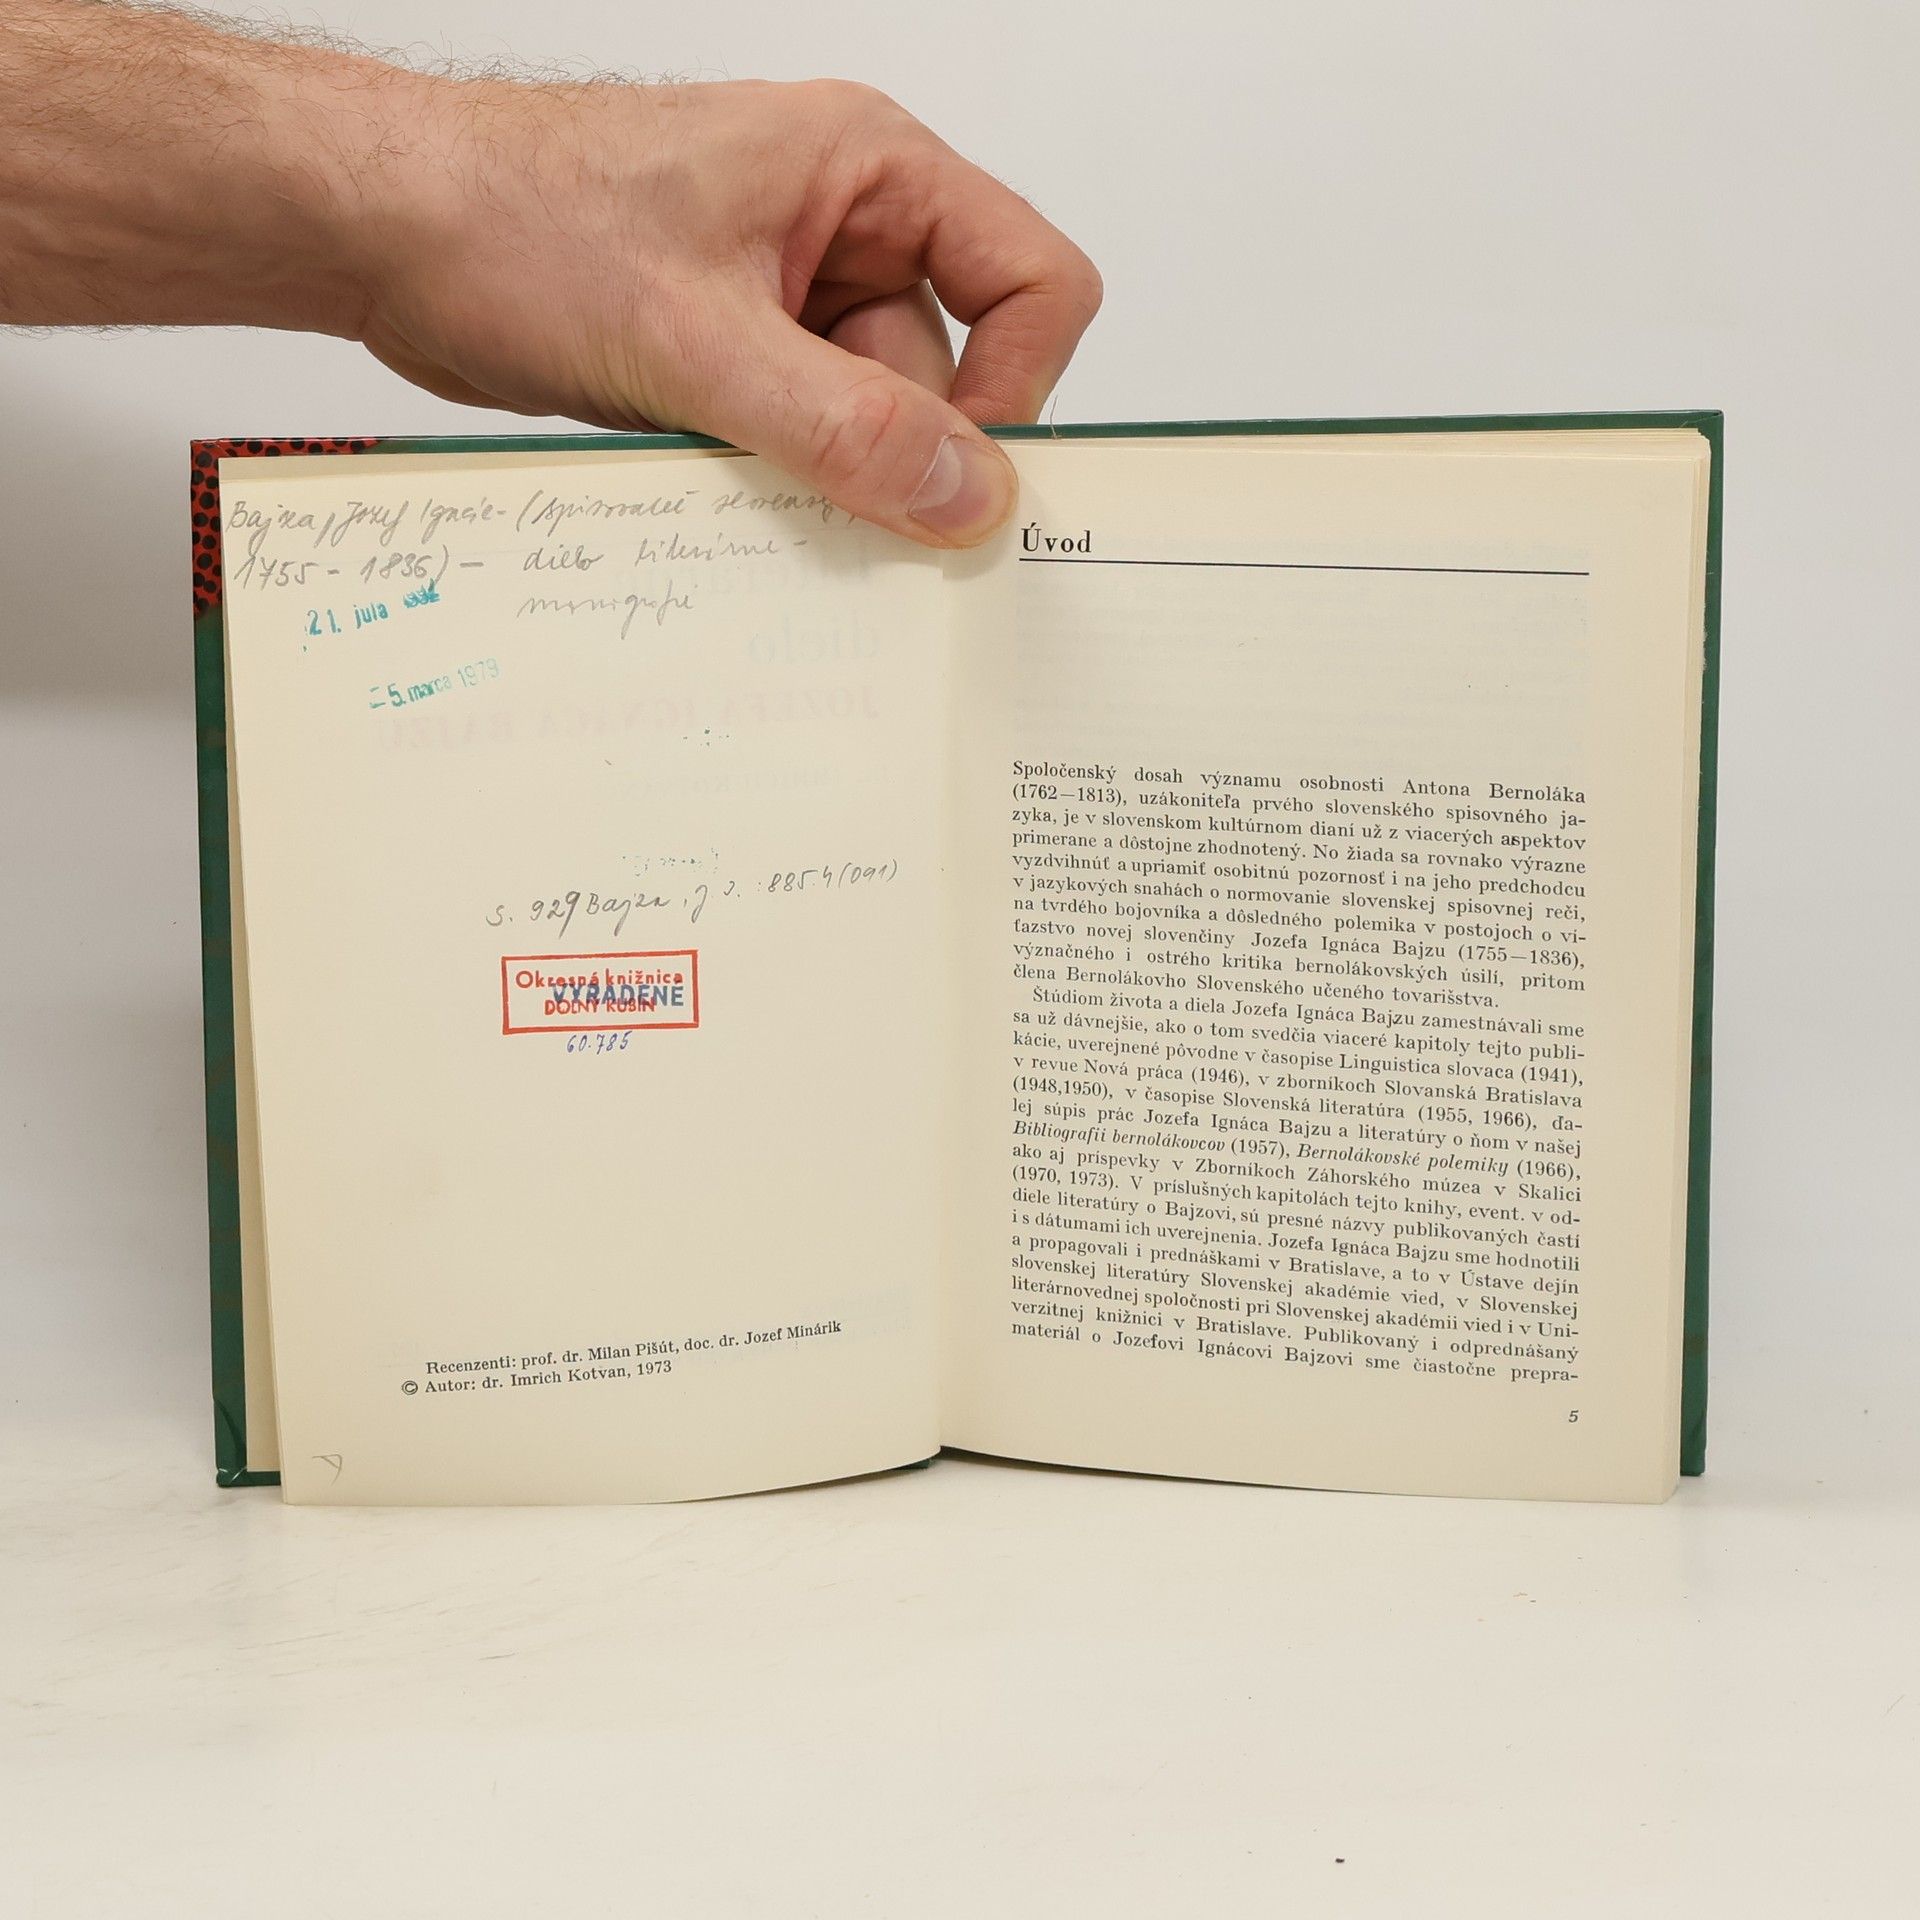 Bajza, Jozef Ignác - (spisovateľ slovenský,
1755 - 1836) - dielo literárne -
monografie
21. júla
- 5. marca 1979
s. 929 Bajza, J. I. : 885.4(091)
Okresná knižnica
VYRADENÉ
DOLNÝ KUBÍN
60.785
Recenzenti: prof. dr. Milan Pišút, doc. dr. Jozef Minárik
© Autor: dr. Imrich Kotvan, 1973
Úvod
Spoločenský dosah významu osobnosti Antona Bernoláka
(1762—1813), uzákoniteľa prvého slovenského spisovného ja-
zyka, je v slovenskom kultúrnom dianí už z viacerých aspektov
primerane a dôstojne zhodnotený. No žiada sa rovnako výrazne
vyzdvihnúť a upriamiť osobitnú pozornosť i na jeho predchodcu
v jazykových snahách o normovanie slovenskej spisovnej reči,
na tvrdého bojovníka a dôsledného polemika v postojoch o ví-
ťazstvo novej slovenčiny Jozefa Ignáca Bajzu (1755—1836),
význačného i ostrého kritika bernolákovských úsilí, pritom
člena Bernolákovho Slovenského učeného tovarišstva.
Štúdiom života a diela Jozefa Ignáca Bajzu zamestnávali sme
sa už dávnejšie, ako o tom svedčia viaceré kapitoly tejto publi-
kácie, uverejnené pôvodne v časopise Linguistica slovaca (1941),
v revue Nová práca (1946), v zborníkoch Slovanská Bratislava
(1948,1950), v časopise Slovenská literatúra (1955, 1966), ďa-
lej súpis prác Jozefa Ignáca Bajzu a literatúry o ňom v našej
Bibliografii bernolákovcov (1957), Bernolákovské polemiky (1966),
ako aj príspevky v Zborníkoch Záhorského múzea v Skalici
(1970, 1973). V príslušných kapitolách tejto knihy, event. v od-
diele literatúry o Bajzovi, sú presné názvy publikovaných častí
i s dátumami ich uverejnenia. Jozefa Ignáca Bajzu sme hodnotili
a propagovali i prednáškami v Bratislave, a to v Ústave dejín
slovenskej literatúry Slovenskej akadémie vied, v Slovenskej
literárnovednej spoločnosti pri Slovenskej akadémii vied i v Uni-
verzitnej knižnici v Bratislave. Publikovaný i odprednášaný
materiál o Jozefovi Ignácovi Bajzovi sme čiastočne prepra-
5